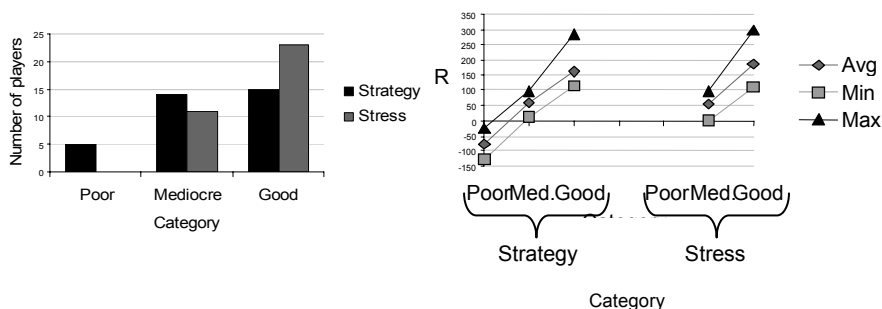 Number of players
25
20
15
10
5
0
Poor
Mediocre
Good
Category
Strategy
Stress
R
350
300
250
200
150
100
50
0
-50
-100
-150
PoorMed.Good
PoorMed.Good
Strategy
Stress
Category
Avg
Min
Max